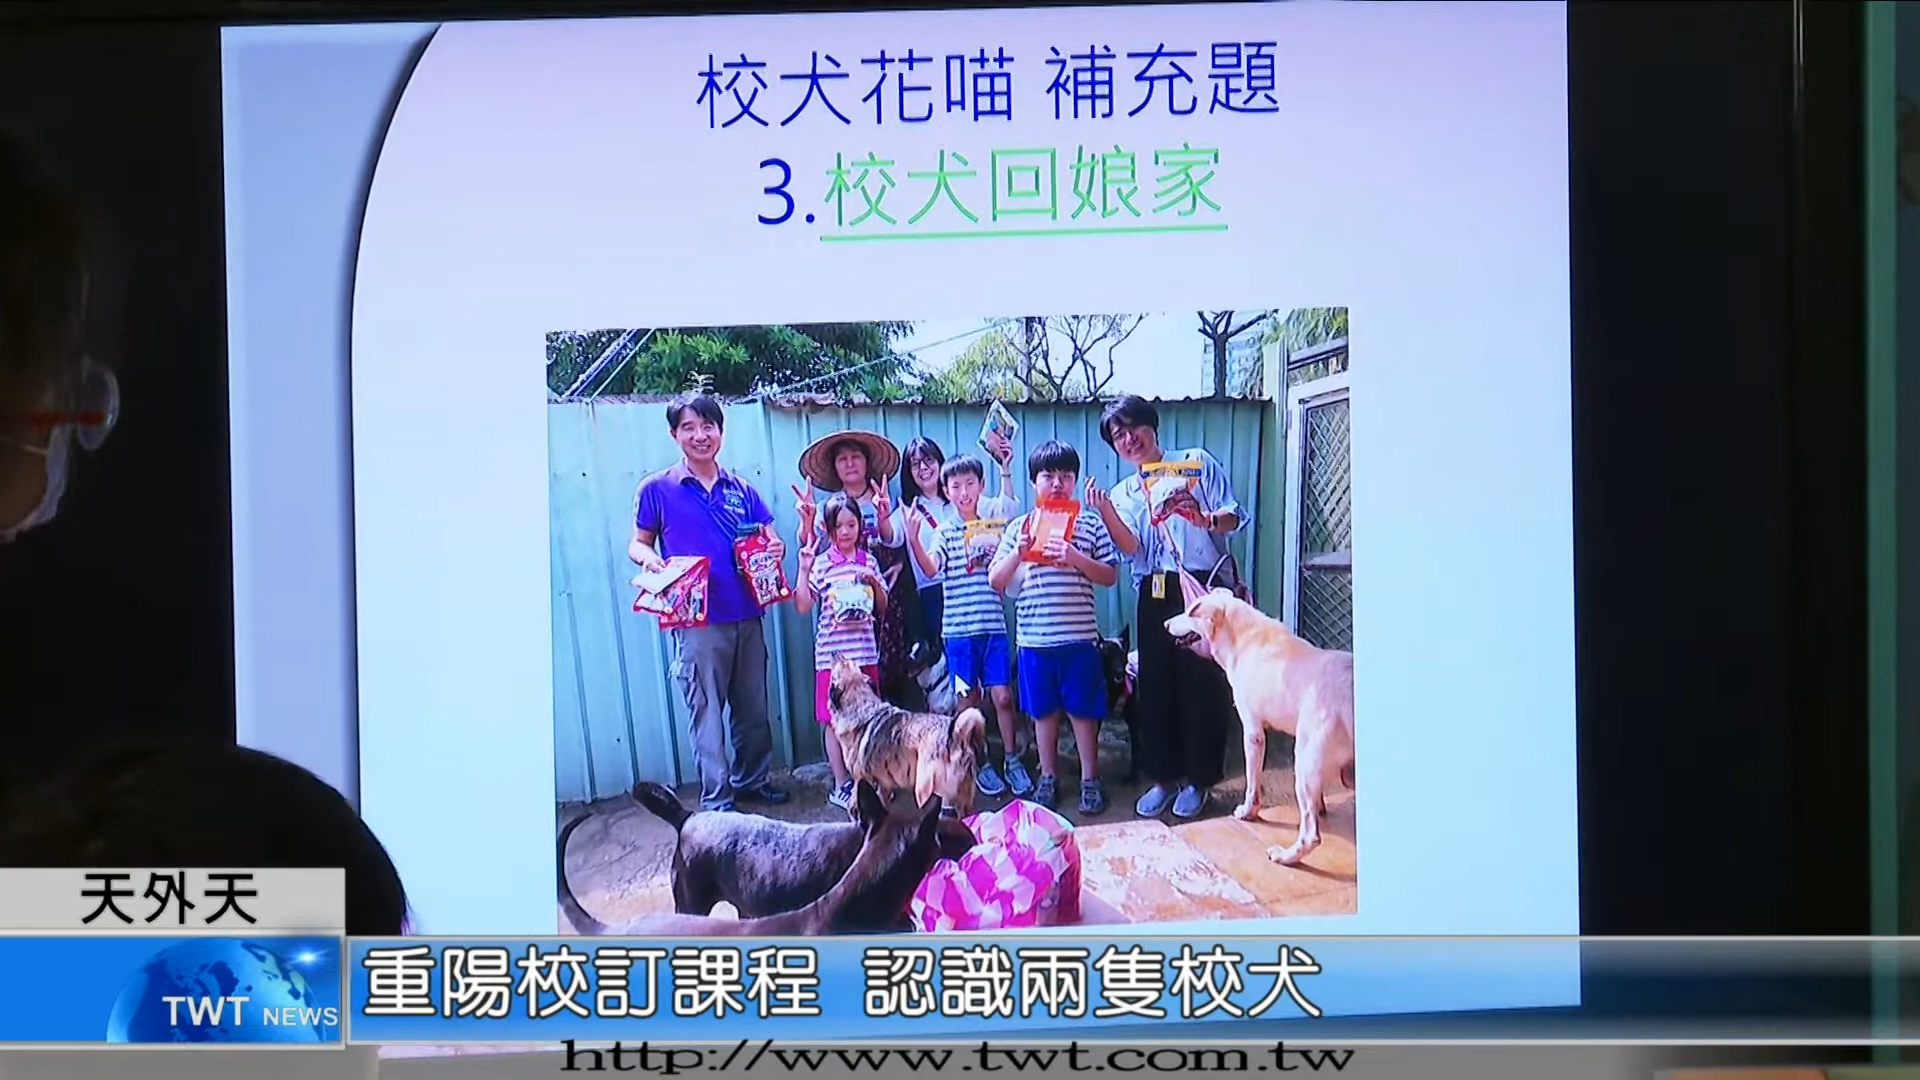 校犬花喵 補充題
3.校犬回娘家
天外天
TWT NEWS
重陽校訂課程 認識兩隻校犬
http://www.twt.com.tw